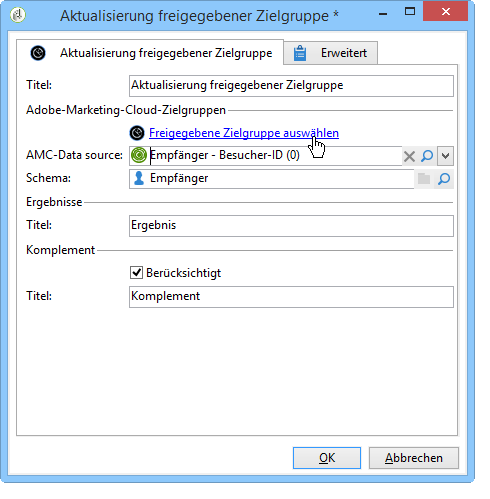 Aktualisierung freigegebener Zielgruppe *
Aktualisierung freigegebener Zielgruppe Erweitert
Titel: Aktualisierung freigegebener Zielgruppe
Adobe-Marketing-Cloud-Zielgruppen
Freigegebene Zielgruppe auswählen
AMC-Data source: Empfänger - Besucher-ID (0)
Schema: Empfänger
Ergebnisse
Titel: Ergebnis
Komplement
Berücksichtigt
Titel: Komplement
OK Abbrechen